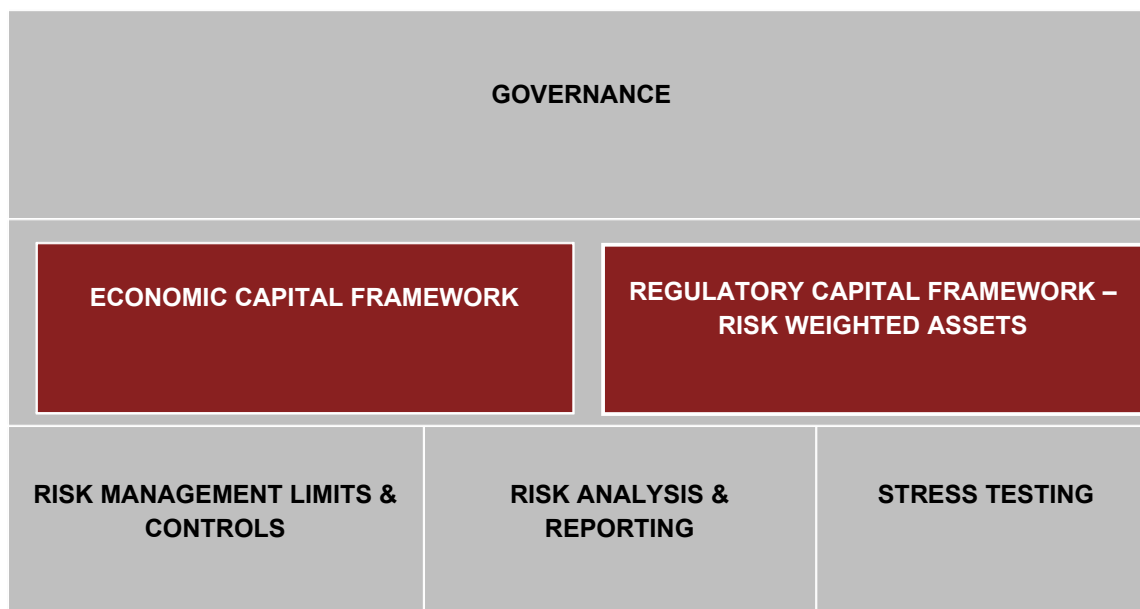 GOVERNANCE
ECONOMIC CAPITAL FRAMEWORK
REGULATORY CAPITAL FRAMEWORK –
RISK WEIGHTED ASSETS
RISK MANAGEMENT LIMITS &
CONTROLS
RISK ANALYSIS &
REPORTING
STRESS TESTING